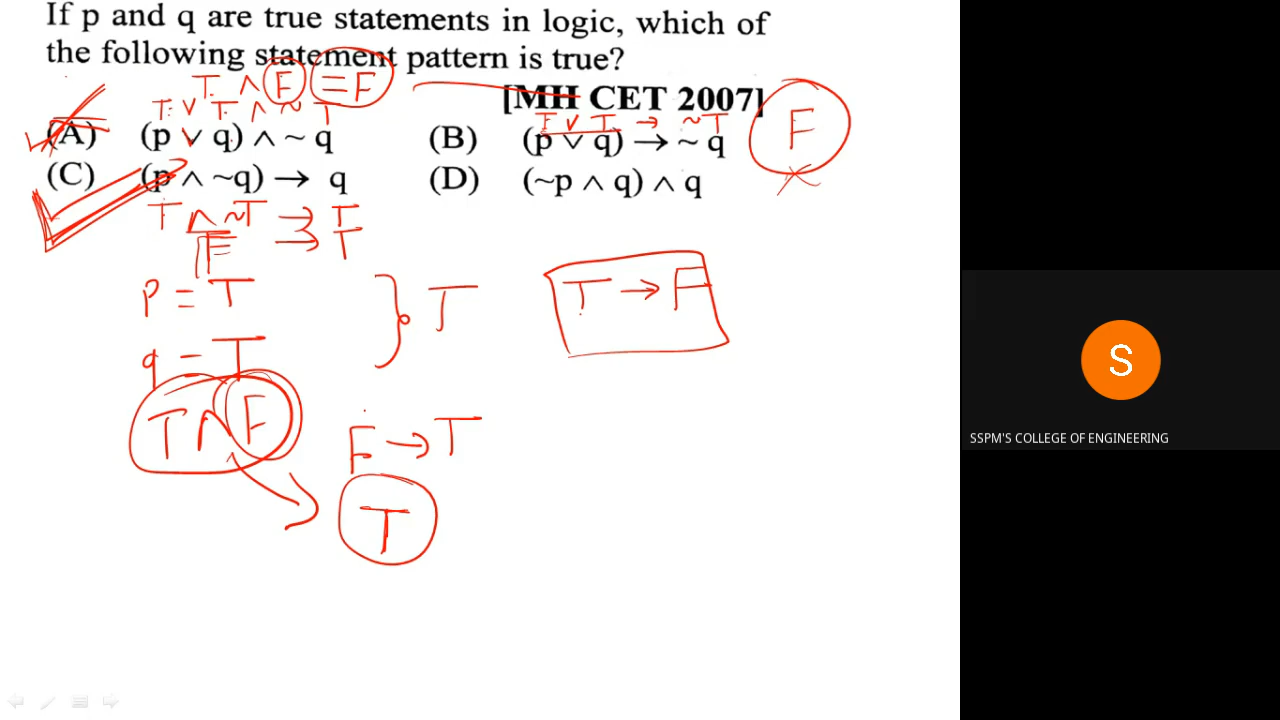 If p and q are true statements in logic, which of
the following statement pattern is true?
T ∧ F = F
[MH CET 2007]
T ∨ T ∧ ~ T
T ∨ T → ~T
F
(A) (p ∨ q) ∧ ~ q (B) (p ∨ q) → ~ q
(C) (p ∧ ~q) → q (D) (~p ∧ q) ∧ q
T ∧ ~T → T
F → T
p = T
q = T
} T
T → F
T ∧ F
F → T
T
S
SSPM'S COLLEGE OF ENGINEERING